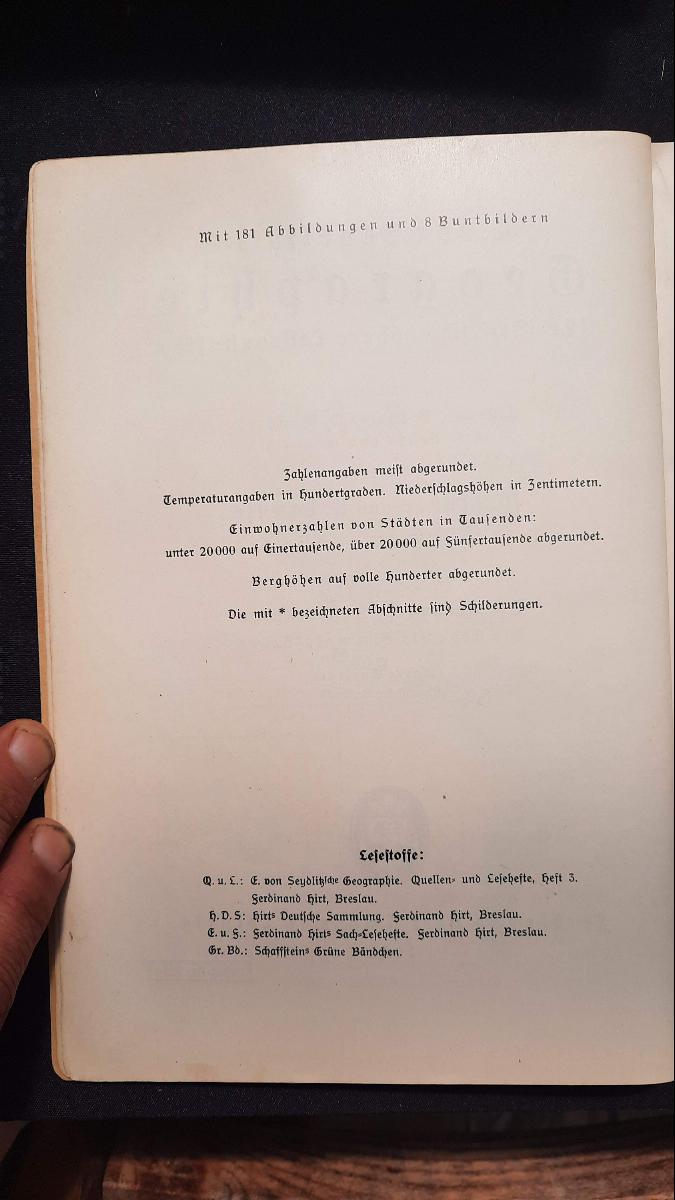 Mit 181 Abbildungen und 8 Buntbildern
Zahlenangaben meiſt abgerundet.
Temperaturangaben in Hundertgraden. Niederſchlagshöhen in Zentimetern.
Einwohnerzahlen von Städten in Tauſenden:
unter 20000 auf Einertauſende, über 20000 auf Fünfertauſende abgerundet.
Berghöhen auf volle Hunderter abgerundet.
Die mit * bezeichneten Abſchnitte ſind Schilderungen.
Leſeſtoffe:
Q. u. L.: E. von Seydlitzſche Geographie. Quellen- und Leſehefte, Heft 3.
Ferdinand Hirt, Breslau.
H. D. S: Hirts Deutſche Sammlung. Ferdinand Hirt, Breslau.
E. u. F.: Ferdinand Hirts Sach-Leſehefte. Ferdinand Hirt, Breslau.
Gr. Bd.: Schaffſteins Grüne Bändchen.